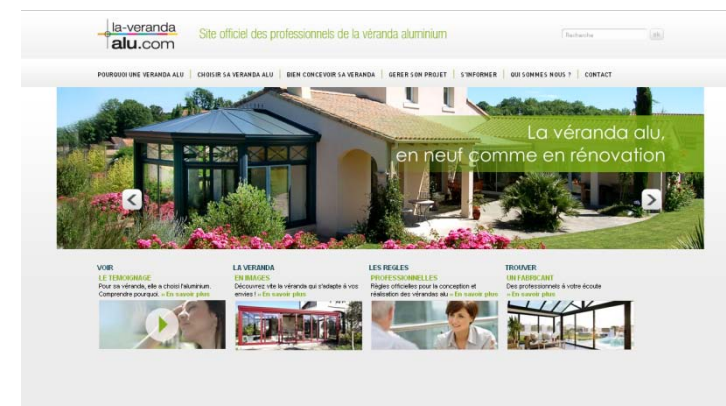 la-veranda
alu.com
Site officiel des professionnels de la véranda aluminium
Recherche
ok
POURQUOI UNE VERANDA ALU
CHOISIR SA VERANDA ALU
BIEN CONCEVOIR SA VERANDA
GERER SON PROJET
S'INFORMER
QUI SOMMES NOUS ?
CONTACT
La véranda alu,
en neuf comme en rénovation
VOIR
LE TEMOIGNAGE
Pour sa véranda, elle a choisi l'aluminium.
Comprendre pourquoi. » En savoir plus
LA VERANDA
EN IMAGES
Découvrez vite la véranda qui s'adapte à vos
envies ! » En savoir plus
LES REGLES
PROFESSIONNELLES
Règles officielles pour la conception et
réalisation des vérandas alu » En savoir plus
TROUVER
UN FABRICANT
Des professionnels à votre écoute
» En savoir plus